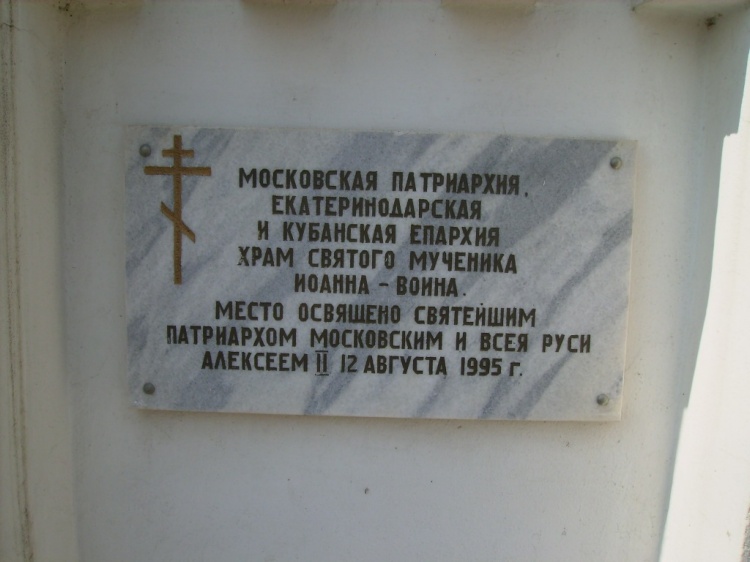 МОСКОВСКАЯ ПАТРИАРХИЯ,
ЕКАТЕРИНОДАРСКАЯ
И КУБАНСКАЯ ЕПАРХИЯ
ХРАМ СВЯТОГО МУЧЕНИКА
ИОАННА - ВОИНА.
МЕСТО ОСВЯЩЕНО СВЯТЕЙШИМ
ПАТРИАРХОМ МОСКОВСКИМ И ВСЕЯ РУСИ
АЛЕКСЕЕМ II 12 АВГУСТА 1995 г.